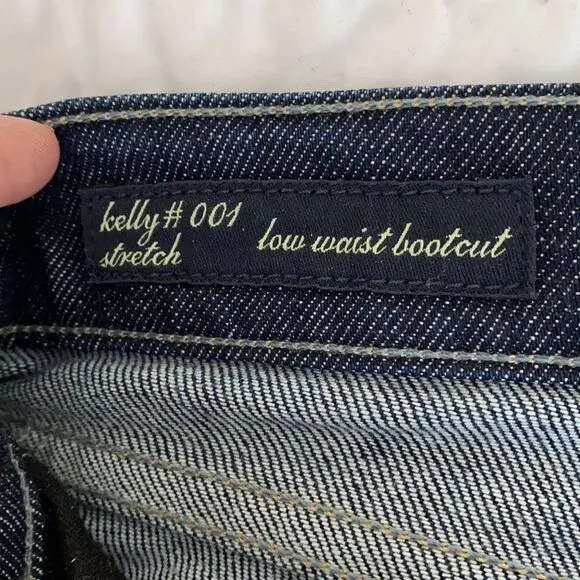 kelly # 001
stretch
low waist bootcut